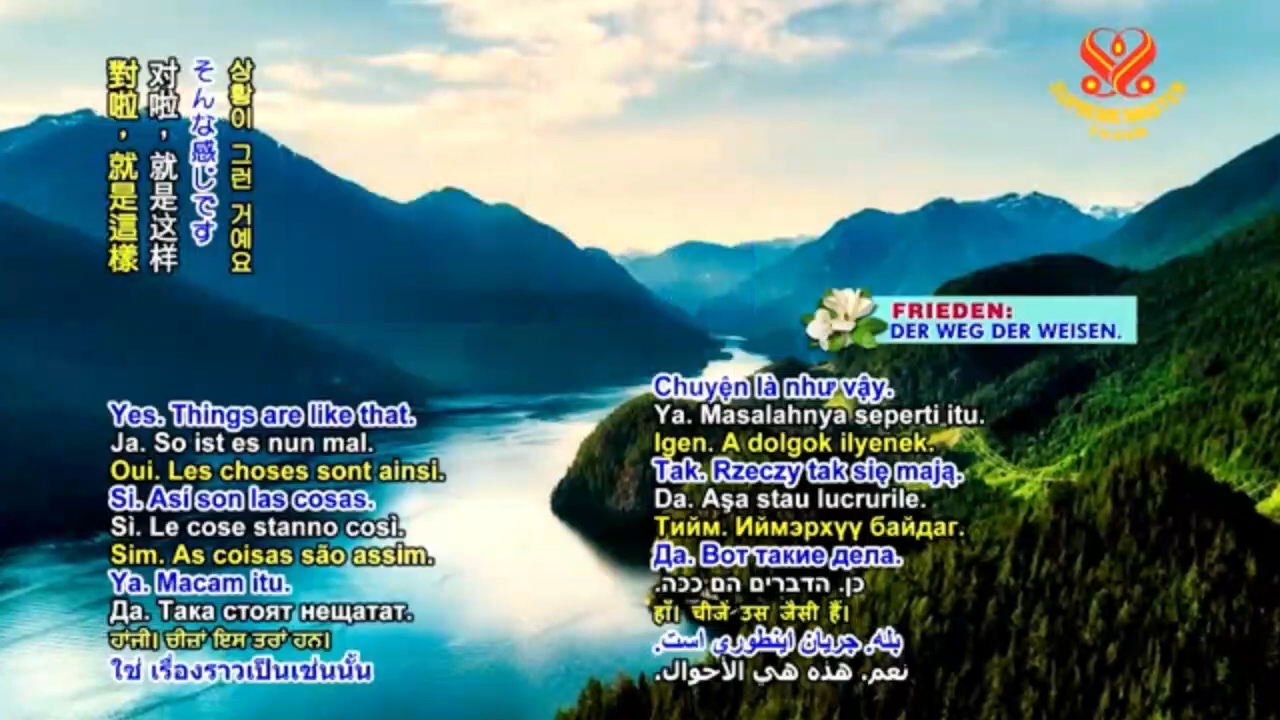 對啦，就是這樣
对啦，就是这样
そんな感じです
상황이 그런 거예요
FRIEDEN:
DER WEG DER WEISEN.
Yes. Things are like that.
Ja. So ist es nun mal.
Oui. Les choses sont ainsi.
Sì. Así son las cosas.
Sì. Le cose stanno così.
Sim. As coisas são assim.
Ya. Macam itu.
Да. Така стоят нещатат.
ਹਾਂਜੀ। ਚੀਜ਼ਾਂ ਇਸ ਤਰਾਂ ਹਨ।
ใช่ เรื่องราวเป็นเช่นนั้น
Chuyện là như vậy.
Ya. Masalahnya seperti itu.
Igen. A dolgok ilyenek.
Tak. Rzeczy tak się mają.
Da. Aşa stau lucrurile.
Тийм. Иймэрхүү байдаг.
Да. Вот такие дела.
כן. הדברים הם ככה.
हाँ। चीजें उस जैसी हैं।
بله. جریان اینطوری است.
نعم. هذه هي الأحوال.